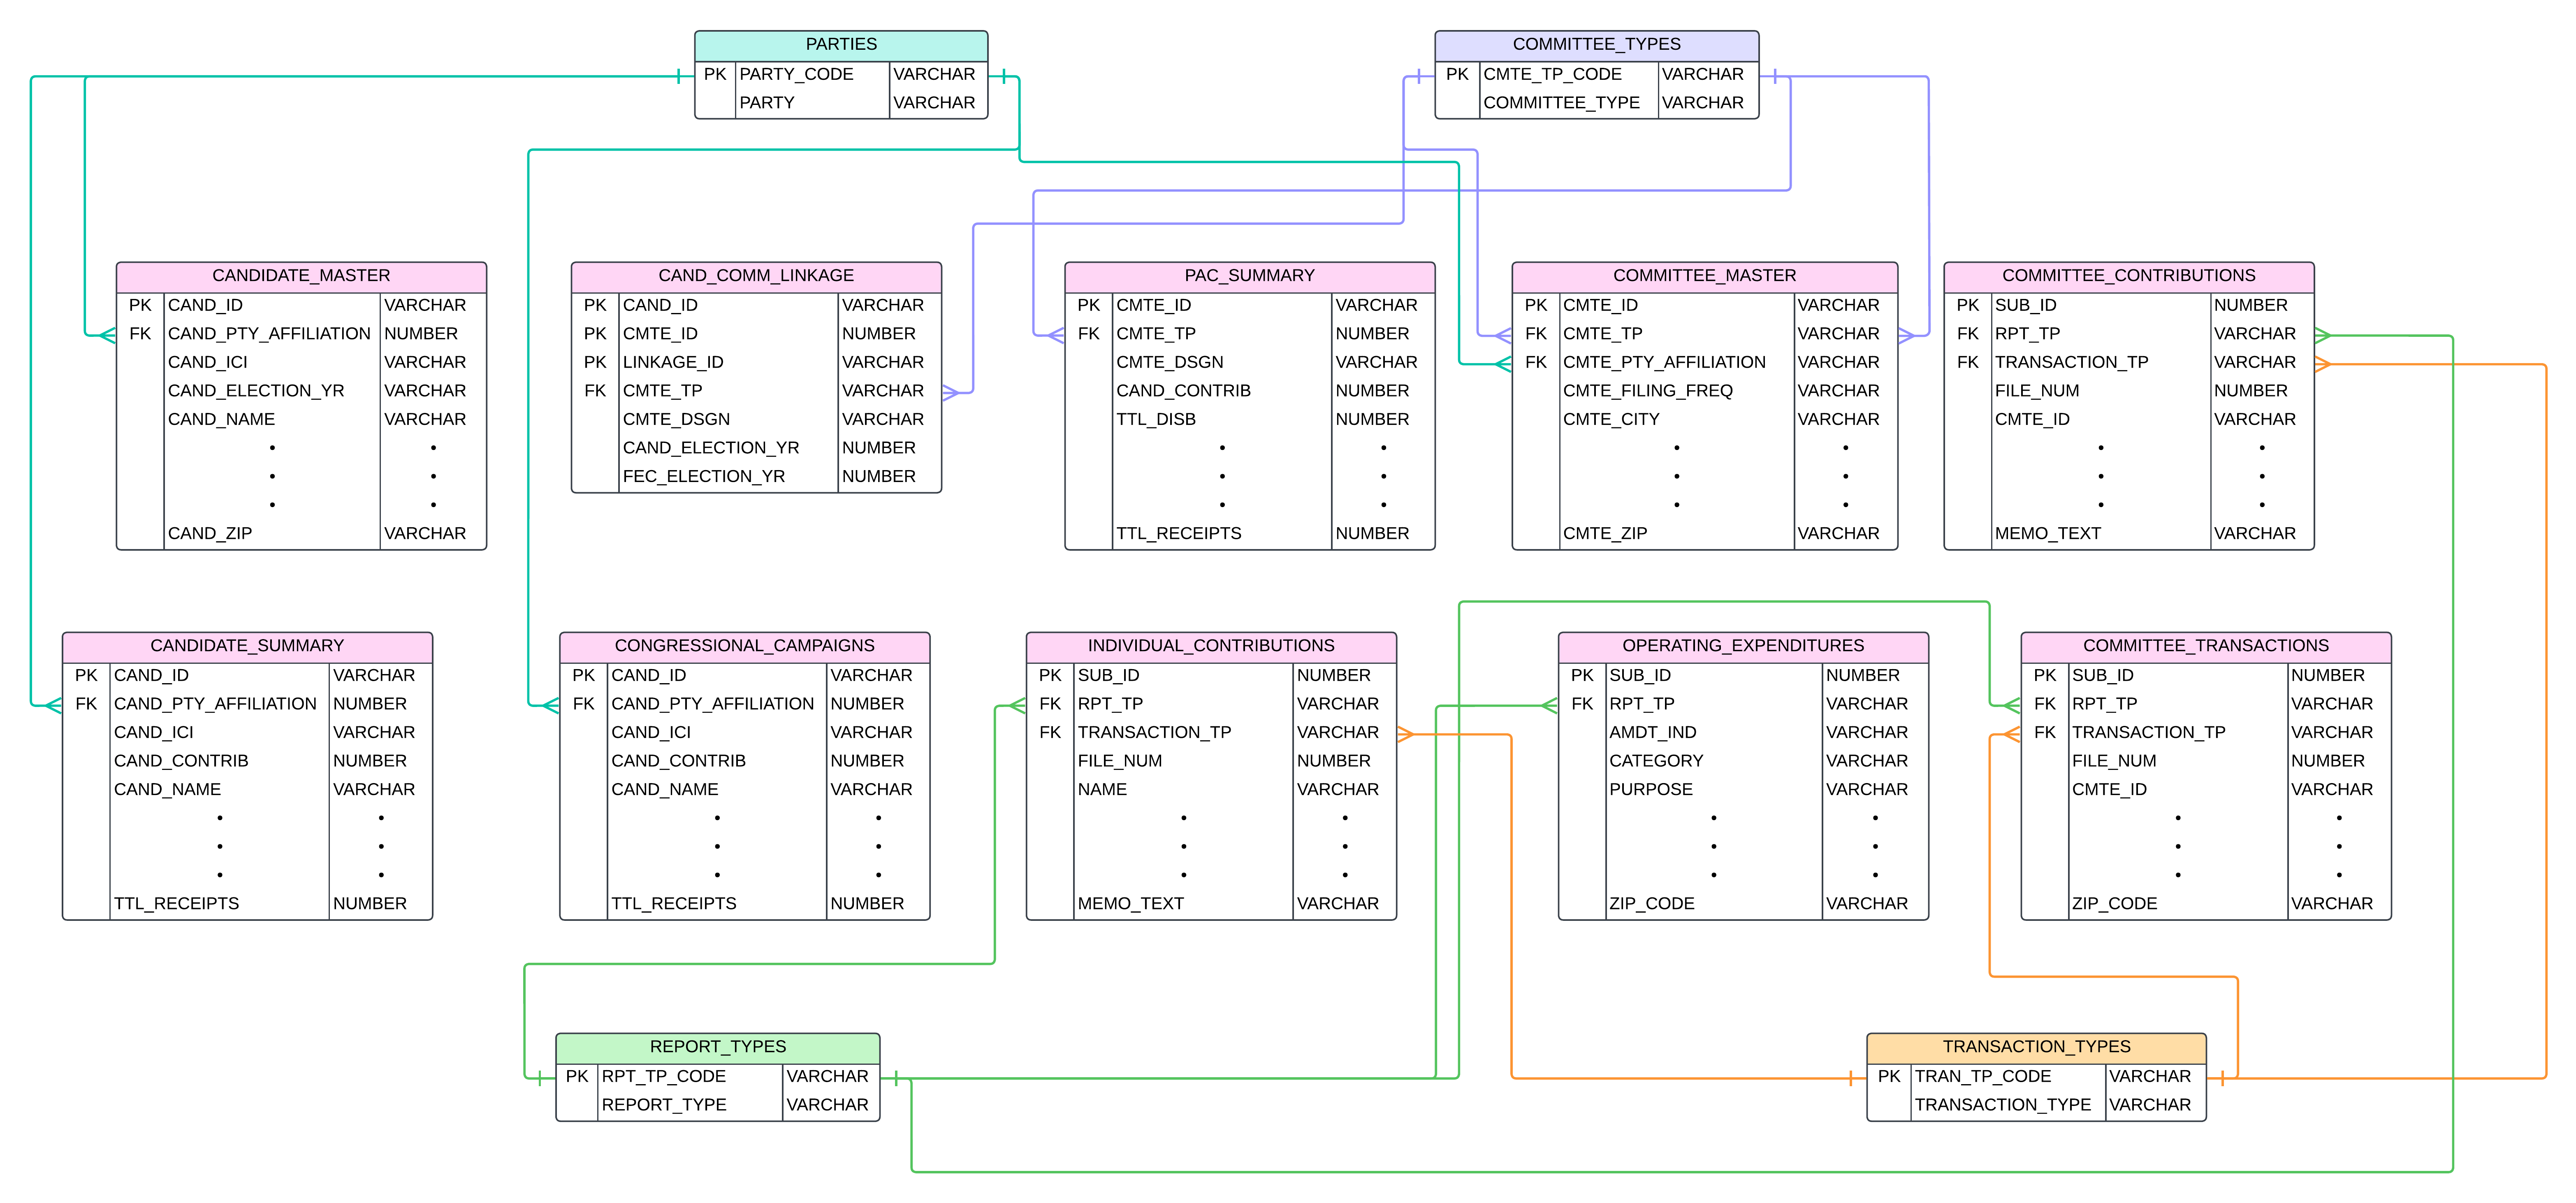 PARTIES
PK PARTY_CODE VARCHAR
PARTY VARCHAR
COMMITTEE_TYPES
PK CMTE_TP_CODE VARCHAR
COMMITTEE_TYPE VARCHAR
CANDIDATE_MASTER
PK CAND_ID VARCHAR
FK CAND_PTY_AFFILIATION NUMBER
CAND_ICI VARCHAR
CAND_ELECTION_YR VARCHAR
CAND_NAME VARCHAR
CAND_ZIP VARCHAR
CAND_COMM_LINKAGE
PK CAND_ID VARCHAR
PK CMTE_ID NUMBER
PK LINKAGE_ID VARCHAR
FK CMTE_TP VARCHAR
CMTE_DSGN VARCHAR
CAND_ELECTION_YR NUMBER
FEC_ELECTION_YR NUMBER
PAC_SUMMARY
PK CMTE_ID VARCHAR
FK CMTE_TP NUMBER
CMTE_DSGN VARCHAR
CAND_CONTRIB NUMBER
TTL_DISB NUMBER
TTL_RECEIPTS NUMBER
COMMITTEE_MASTER
PK CMTE_ID VARCHAR
FK CMTE_TP VARCHAR
FK CMTE_PTY_AFFILIATION VARCHAR
CMTE_FILING_FREQ VARCHAR
CMTE_CITY VARCHAR
CMTE_ZIP VARCHAR
COMMITTEE_CONTRIBUTIONS
PK SUB_ID NUMBER
FK RPT_TP VARCHAR
FK TRANSACTION_TP VARCHAR
FILE_NUM NUMBER
CMTE_ID VARCHAR
MEMO_TEXT VARCHAR
CANDIDATE_SUMMARY
PK CAND_ID VARCHAR
FK CAND_PTY_AFFILIATION NUMBER
CAND_ICI VARCHAR
CAND_CONTRIB NUMBER
CAND_NAME VARCHAR
TTL_RECEIPTS NUMBER
CONGRESSIONAL_CAMPAIGNS
PK CAND_ID VARCHAR
FK CAND_PTY_AFFILIATION NUMBER
CAND_ICI VARCHAR
CAND_CONTRIB NUMBER
CAND_NAME VARCHAR
TTL_RECEIPTS NUMBER
INDIVIDUAL_CONTRIBUTIONS
PK SUB_ID NUMBER
FK RPT_TP VARCHAR
FK TRANSACTION_TP VARCHAR
FILE_NUM NUMBER
NAME VARCHAR
MEMO_TEXT VARCHAR
OPERATING_EXPENDITURES
PK SUB_ID NUMBER
FK RPT_TP VARCHAR
AMDT_IND VARCHAR
CATEGORY VARCHAR
PURPOSE VARCHAR
ZIP_CODE VARCHAR
COMMITTEE_TRANSACTIONS
PK SUB_ID NUMBER
FK RPT_TP VARCHAR
FK TRANSACTION_TP VARCHAR
FILE_NUM NUMBER
CMTE_ID VARCHAR
ZIP_CODE VARCHAR
REPORT_TYPES
PK RPT_TP_CODE VARCHAR
REPORT_TYPE VARCHAR
TRANSACTION_TYPES
PK TRAN_TP_CODE VARCHAR
TRANSACTION_TYPE VARCHAR